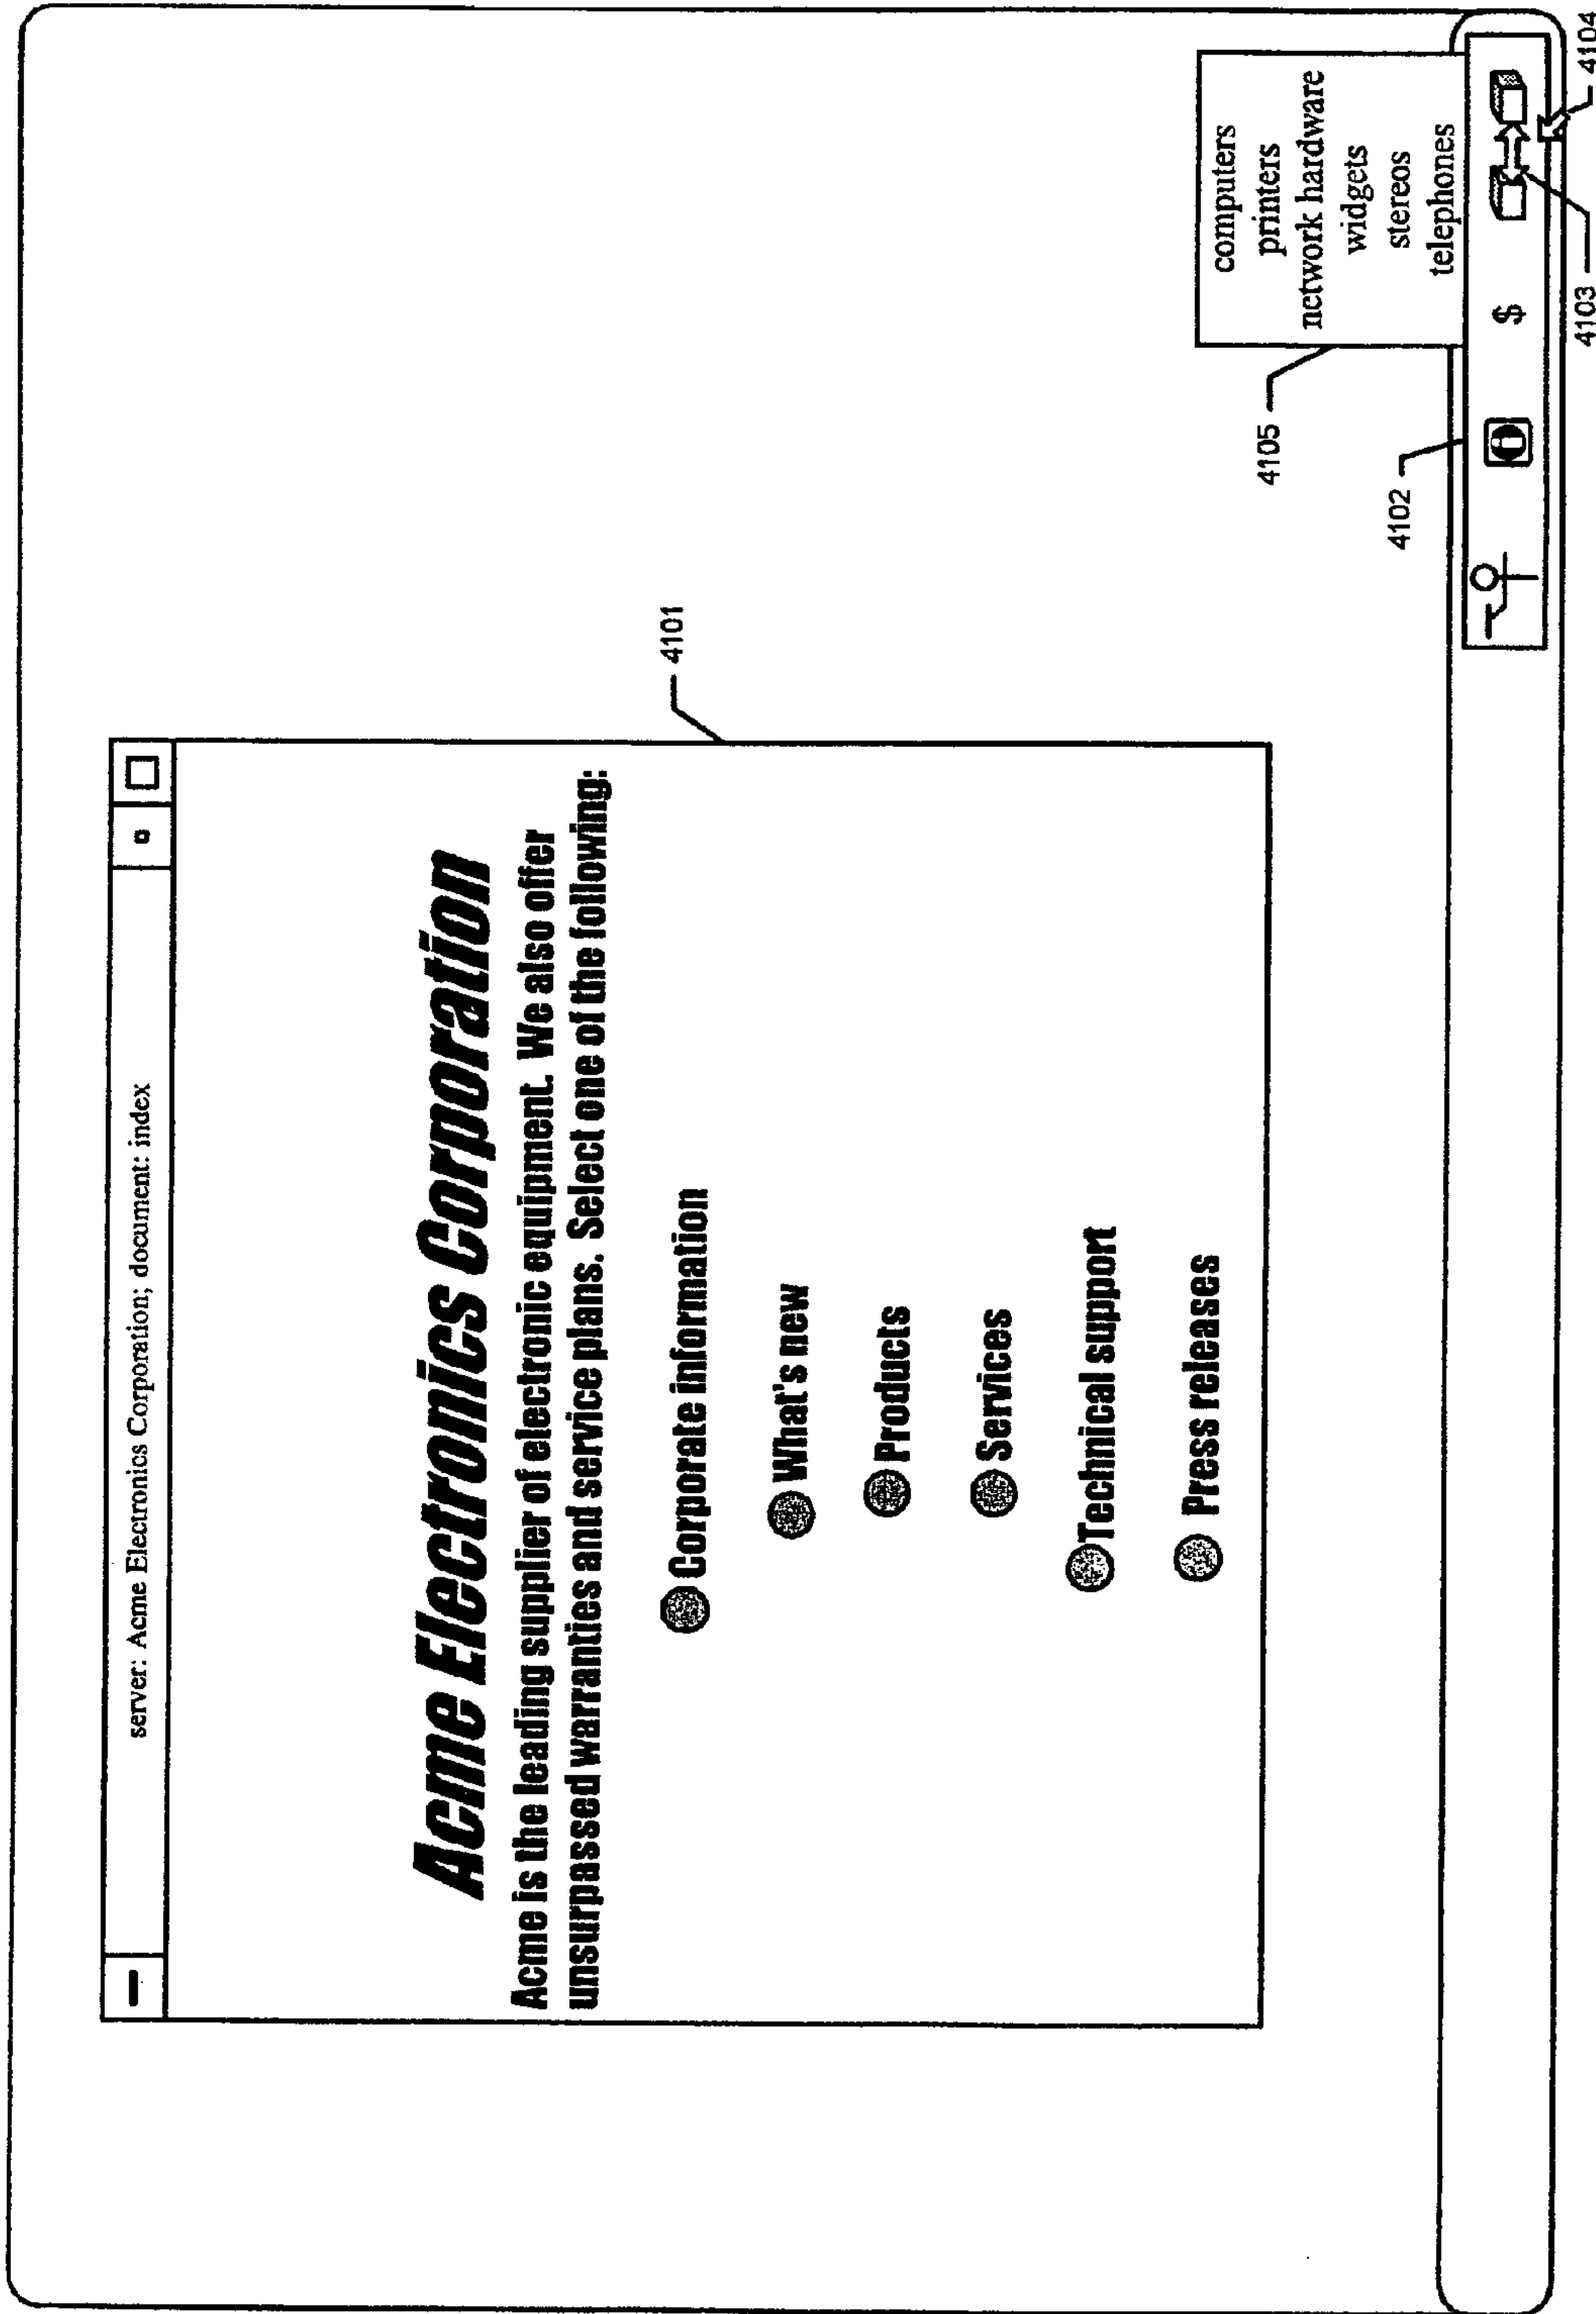 server: Acme Electronics Corporation; document: index
Acme Electronics Corporation
Acme is the leading supplier of electronic equipment. We also offer
unsurpassed warranties and service plans. Select one of the following:
Corporate information
What's new
Products
Services
Technical support
Press releases
4101
computers
printers
network hardware
widgets
stereos
telephones
4105
4102
$
4103
4104